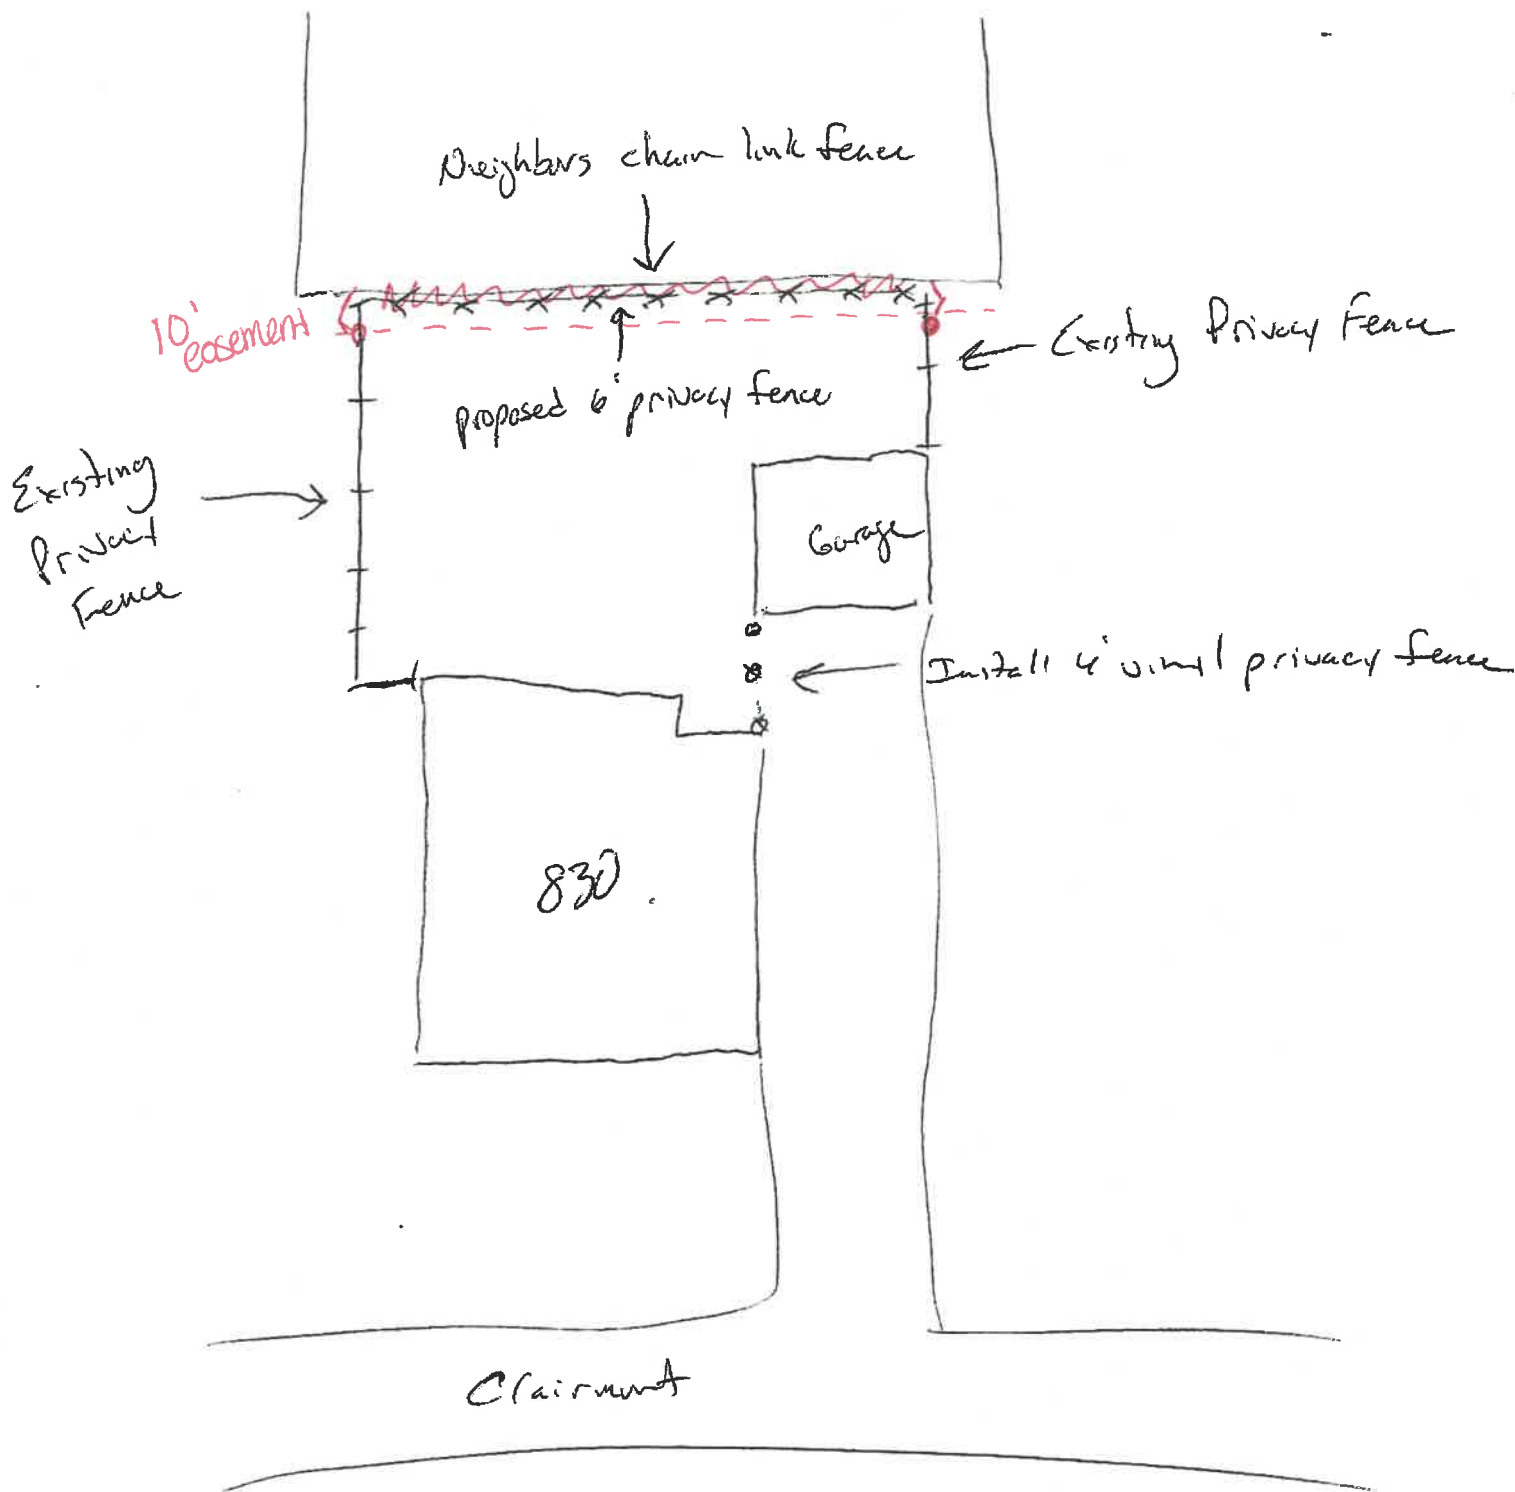 Neighbors chain link fence
10'
easement
Existing Privacy Fence
proposed 6' privacy fence
Existing
Privacy
Fence
Garage
Install 4' vinyl privacy fence
830
Clairmont